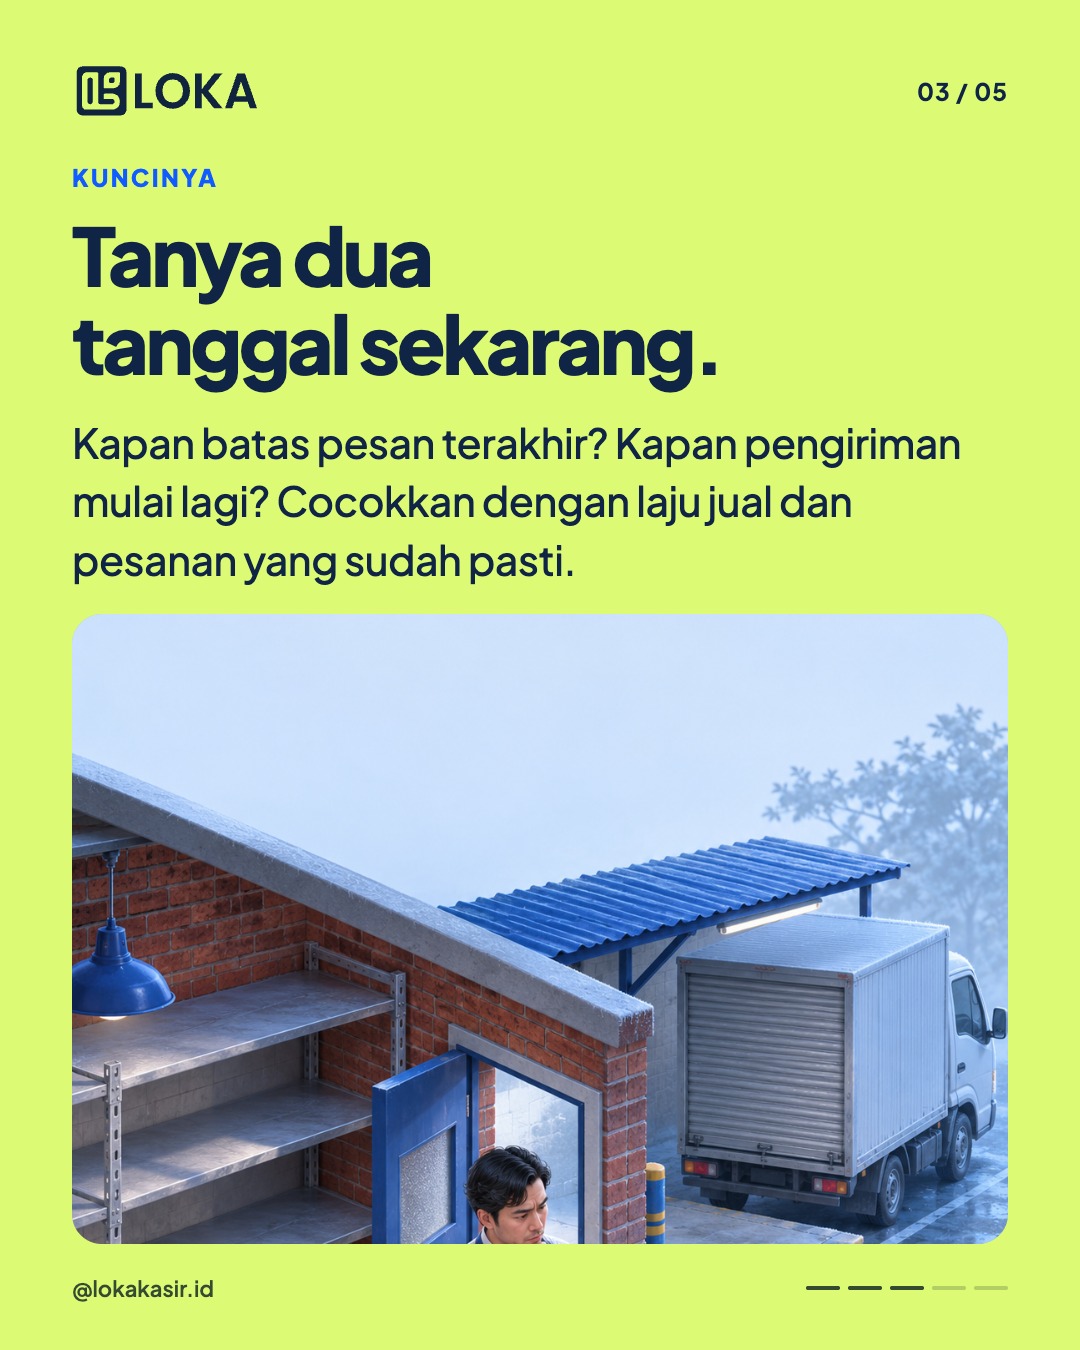 LOKA
03 / 05
KUNCINYA
Tanya dua
tanggal sekarang.
Kapan batas pesan terakhir? Kapan pengiriman
mulai lagi? Cocokkan dengan laju jual dan
pesanan yang sudah pasti.
@lokakasir.id